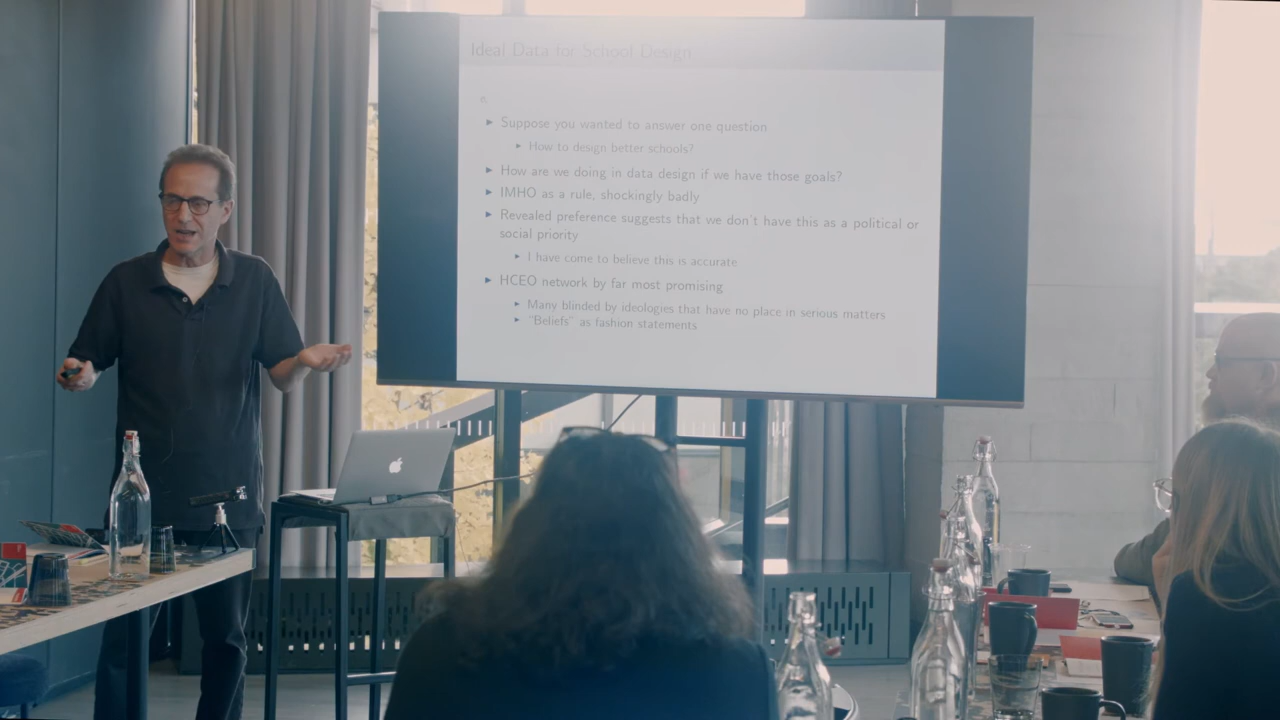 Ideal Data for School Design
Suppose you wanted to answer one question
How to design better schools?
How are we doing in data design if we have those goals?
IMHO as a rule, shockingly badly
Revealed preference suggests that we don't have this as a political or
social priority
I have come to believe this is accurate
HCEO network by far most promising
Many blinded by ideologies that have no place in serious matters
"Beliefs" as fashion statements